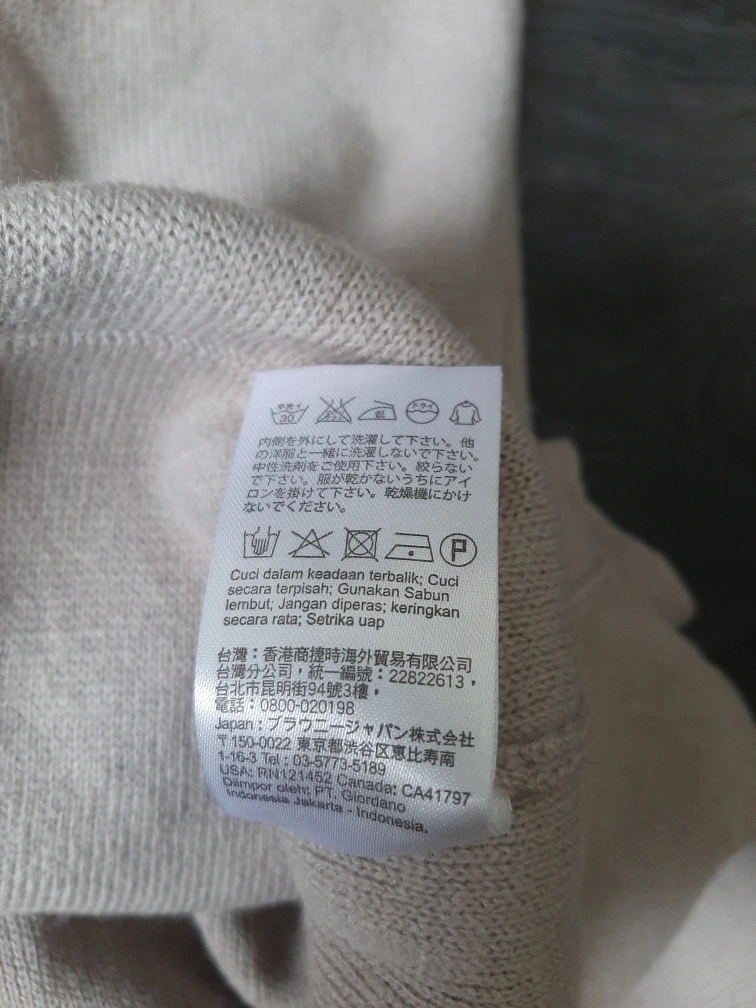 手洗イ 30 ドライ
内側を外にして洗濯して下さい。他
の洋服と一緒に洗濯しないで下さい。
中性洗剤をご使用下さい。絞らない
で下さい。服が乾かないうちにアイ
ロンを掛けて下さい。乾燥機にかけ
ないでください。
P
Cuci dalam keadaan terbalik; Cuci
secara terpisah; Gunakan Sabun
lembut; Jangan diperas; keringkan
secara rata; Setrika uap
台灣：香港商捷時海外貿易有限公司
台灣分公司，統一編號：22822613，
台北市昆明街94號3樓，
電話：0800-020198
Japan：ブラウニージャパン株式会社
〒150-0022 東京都渋谷区恵比寿南
1-16-3 Tel : 03-5773-5189
USA: RN121452 Canada: CA41797
Diimpor oleh: PT. Giordano
Indonesia Jakarta - Indonesia.